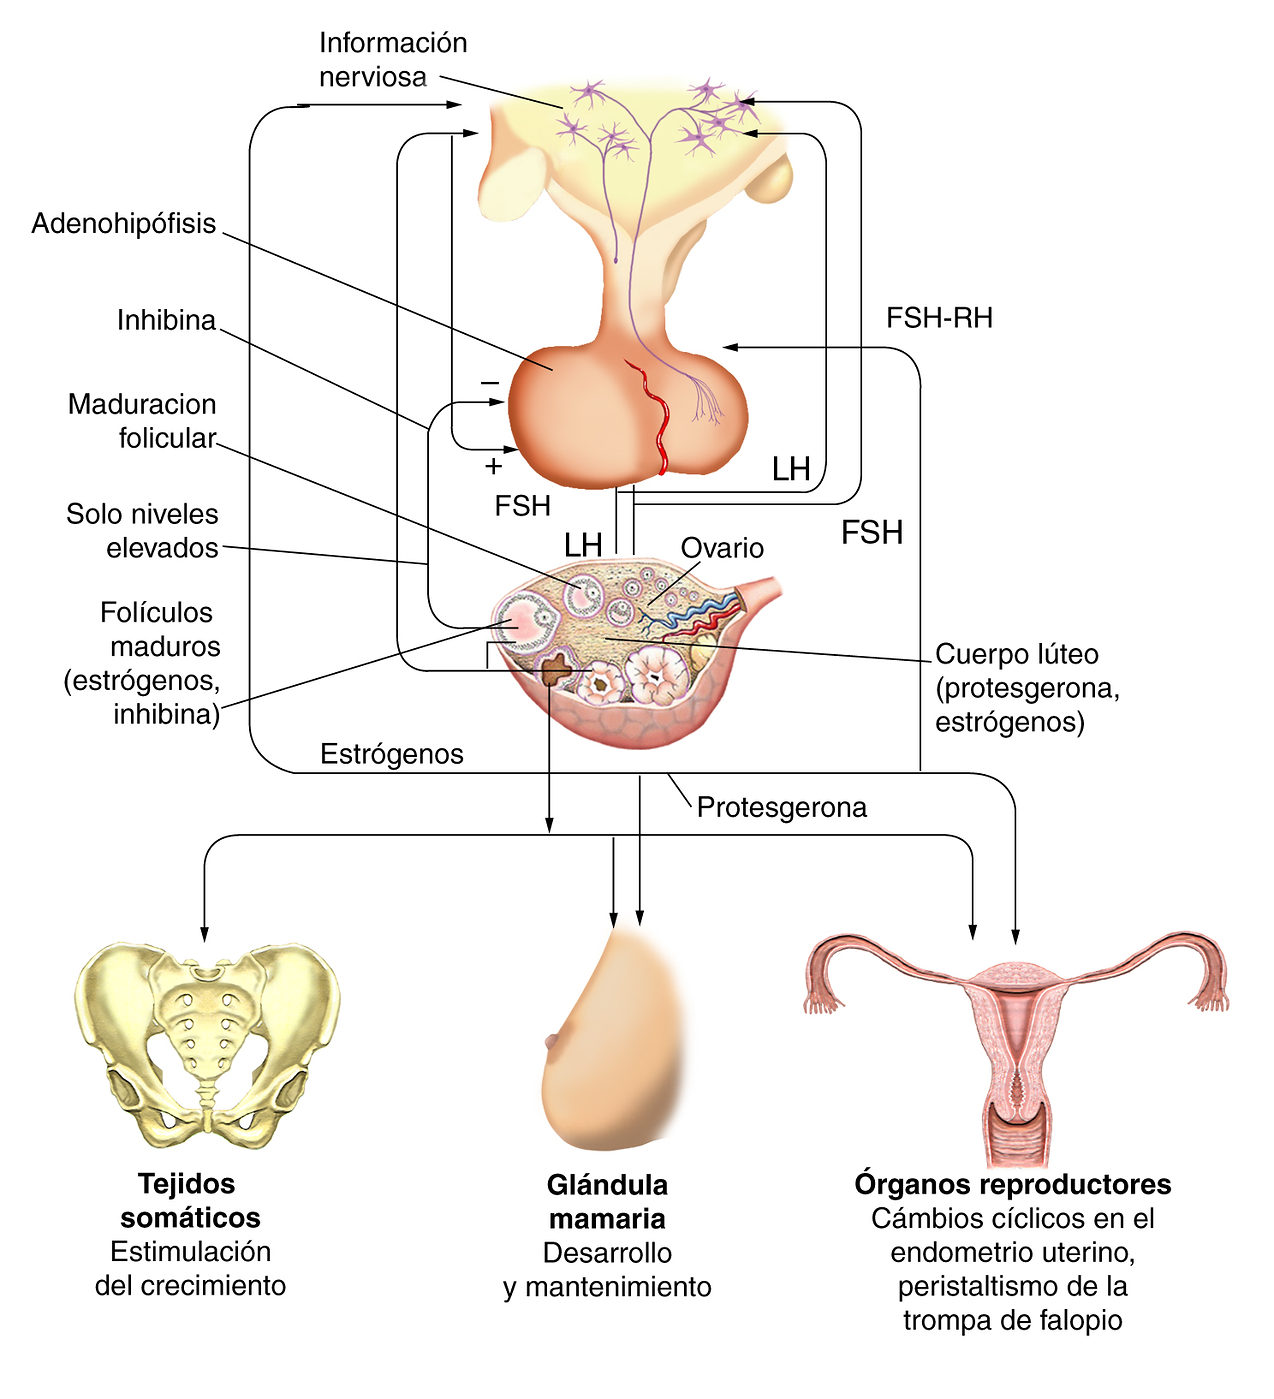 Información
nerviosa
Adenohipófisis
Inhibina
FSH-RH
Maduracion
folicular
–
+
LH
FSH
Solo niveles
elevados
FSH
LH
Ovario
Folículos
maduros
(estrógenos,
inhibina)
Cuerpo lúteo
(protesgerona,
estrógenos)
Estrógenos
Protesgerona
Tejidos
somáticos
Estimulación
del crecimiento
Glándula
mamaria
Desarrollo
y mantenimiento
Órganos reproductores
Cámbios cíclicos en el
endometrio uterino,
peristaltismo de la
trompa de falopio